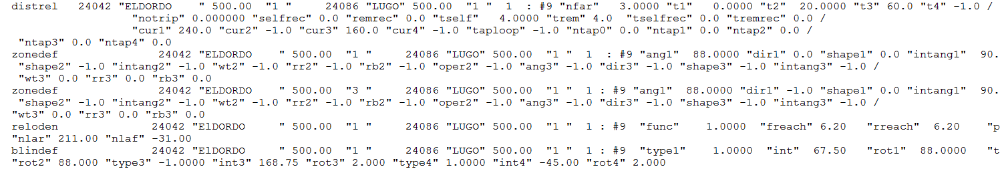 distrel 24042 "ELDORDO " 500.00 "1 " 24086 "LUGO" 500.00 "1 " 1 : #9 "nfar" 3.0000 "t1" 0.0000 "t2" 20.0000 "t3" 60.0 "t4" -1.0 /
"notrip" 0.000000 "selfrec" 0.0 "remrec" 0.0 "tself" 4.0000 "trem" 4.0 "tselfrec" 0.0 "tremrec" 0.0 /
"cur1" 240.0 "cur2" -1.0 "cur3" 160.0 "cur4" -1.0 "taploop" -1.0 "ntap0" 0.0 "ntap1" 0.0 "ntap2" 0.0 /
"ntap3" 0.0 "ntap4" 0.0
zonedef 24042 "ELDORDO " 500.00 "1 " 24086 "LUGO" 500.00 "1 " 1 : #9 "ang1" 88.0000 "dir1" 0.0 "shape1" 0.0 "intang1" 90.
"shape2" -1.0 "intang2" -1.0 "wt2" -1.0 "rr2" -1.0 "rb2" -1.0 "oper2" -1.0 "ang3" -1.0 "dir3" -1.0 "shape3" -1.0 "intang3" -1.0 /
"wt3" 0.0 "rr3" 0.0 "rb3" 0.0
zonedef 24042 "ELDORDO " 500.00 "3 " 24086 "LUGO" 500.00 "1 " 1 : #9 "ang1" 88.0000 "dir1" -1.0 "shape1" 0.0 "intang1" 90.
"shape2" -1.0 "intang2" -1.0 "wt2" -1.0 "rr2" -1.0 "rb2" -1.0 "oper2" -1.0 "ang3" -1.0 "dir3" -1.0 "shape3" -1.0 "intang3" -1.0 /
"wt3" 0.0 "rr3" 0.0 "rb3" 0.0
reloden 24042 "ElDORDO " 500.00 "1 " 24086 "LUGO" 500.00 "1 " 1 : #9 "func" 1.0000 "freach" 6.20 "rreach" 6.20 "p
"nlar" 211.00 "nlaf" -31.00
blindef 24042 "ElDORDO " 500.00 "1 " 24086 "LUGO" 500.00 "1 " 1 : #9 "type1" 1.0000 "int" 67.50 "rot1" 88.0000 "t
"rot2" 88.000 "type3" -1.0000 "int3" 168.75 "rot3" 2.000 "type4" 1.0000 "int4" -45.00 "rot4" 2.000